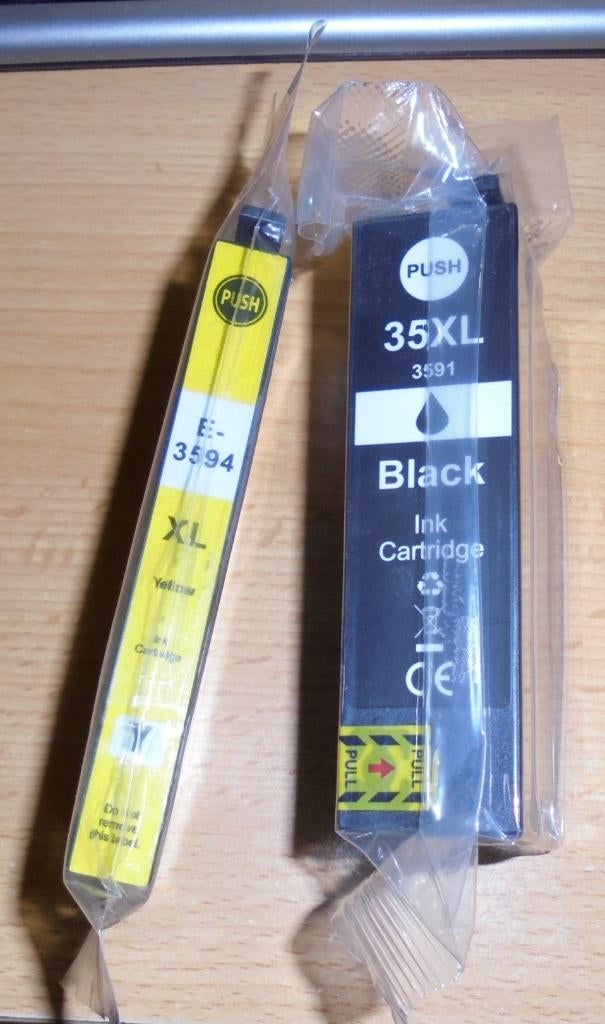 PUSH
E-
3594
XL
Yellow
Ink
Cartridge
Y
Do not
remove
this label.
PUSH
35XL
3591
Black
Ink
Cartridge
CE
PULL
PULL